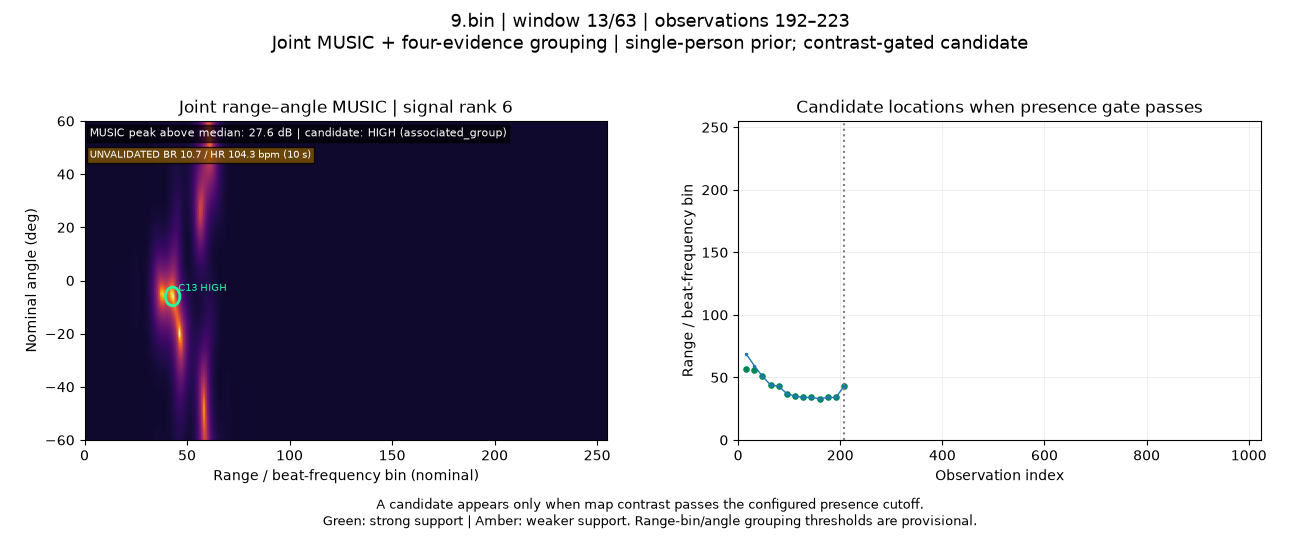 9.bin | window 13/63 | observations 192–223
Joint MUSIC + four-evidence grouping | single-person prior; contrast-gated candidate
Joint range–angle MUSIC | signal rank 6
MUSIC peak above median: 27.6 dB | candidate: HIGH (associated_group)
UNVALIDATED BR 10.7 / HR 104.3 bpm (10 s)
C13 HIGH
60
40
20
0
−20
−40
−60
Nominal angle (deg)
0 50 100 150 200 250
Range / beat-frequency bin (nominal)
Candidate locations when presence gate passes
250
200
150
100
50
0
Range / beat-frequency bin
0 200 400 600 800 1000
Observation index
A candidate appears only when map contrast passes the configured presence cutoff.
Green: strong support | Amber: weaker support. Range-bin/angle grouping thresholds are provisional.